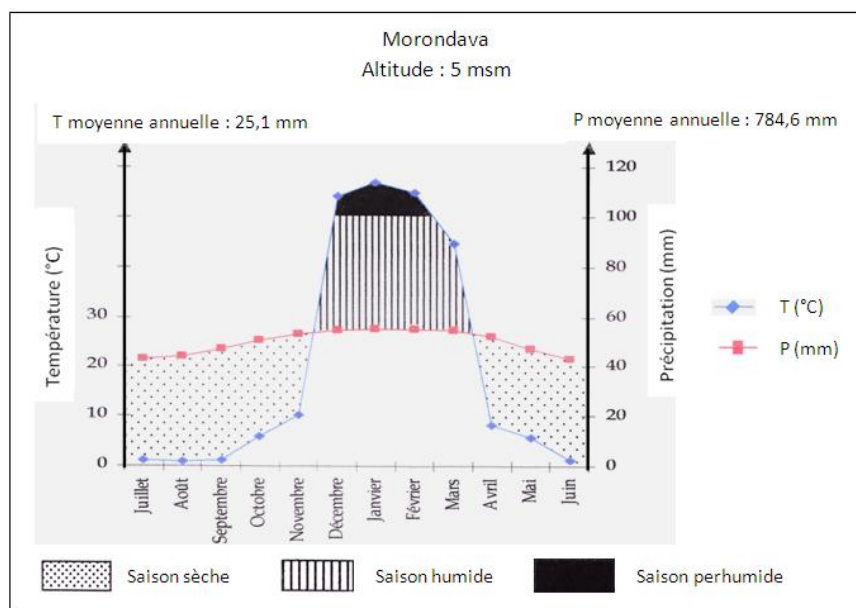 Morondava
Altitude : 5 msm
T moyenne annuelle : 25,1 mm
P moyenne annuelle : 784,6 mm
Température (°C)
30
20
10
0
120
100
80
60
40
20
0
Précipitation (mm)
T (°C)
P (mm)
Juillet
Août
Septembre
Octobre
Novembre
Décembre
Janvier
Février
Mars
Avril
Mai
Juin
Saison sèche
Saison humide
Saison perhumide